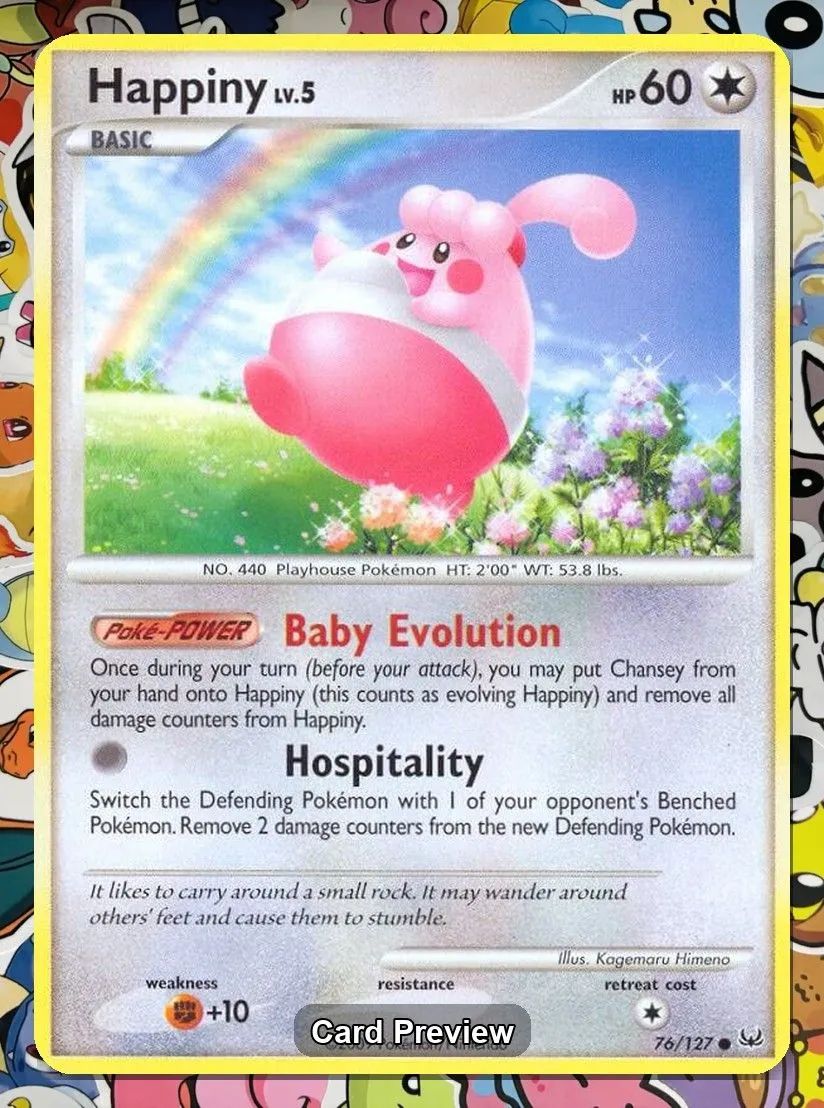 Happiny LV.5
HP 60
BASIC
NO. 440 Playhouse Pokémon HT: 2'00" WT: 53.8 lbs.
Poké-POWER Baby Evolution
Once during your turn (before your attack), you may put Chansey from
your hand onto Happiny (this counts as evolving Happiny) and remove all
damage counters from Happiny.
Hospitality
Switch the Defending Pokémon with 1 of your opponent's Benched
Pokémon. Remove 2 damage counters from the new Defending Pokémon.
It likes to carry around a small rock. It may wander around
others' feet and cause them to stumble.
Illus. Kagemaru Himeno
weakness resistance retreat cost
+10
Card Preview
76/127